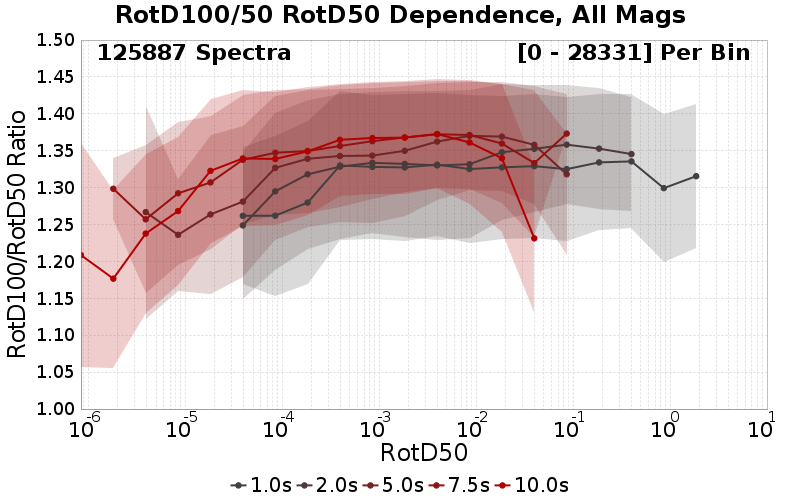 RotD100/50 RotD50 Dependence, All Mags
125887 Spectra
[0 - 28331] Per Bin
RotD100/RotD50 Ratio
1.50
1.45
1.40
1.35
1.30
1.25
1.20
1.15
1.10
1.05
1.00
10^-6 10^-5 10^-4 10^-3 10^-2 10^-1 10^0 10^1
RotD50
1.0s 2.0s 5.0s 7.5s 10.0s